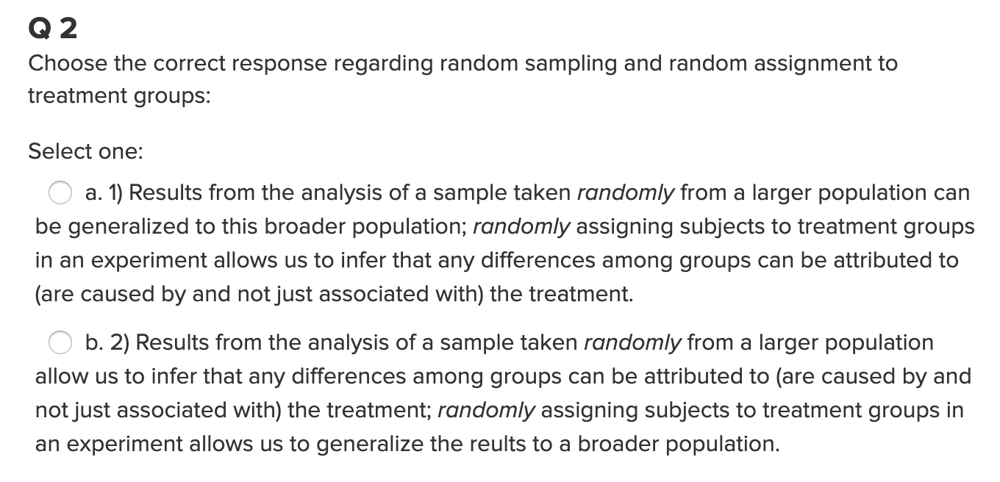 Q 2
Choose the correct response regarding random sampling and random assignment to
treatment groups:
Select one:
a. 1) Results from the analysis of a sample taken randomly from a larger population can
be generalized to this broader population; randomly assigning subjects to treatment groups
in an experiment allows us to infer that any differences among groups can be attributed to
(are caused by and not just associated with) the treatment.
b. 2) Results from the analysis of a sample taken randomly from a larger population
allow us to infer that any differences among groups can be attributed to (are caused by and
not just associated with) the treatment; randomly assigning subjects to treatment groups in
an experiment allows us to generalize the reults to a broader population.